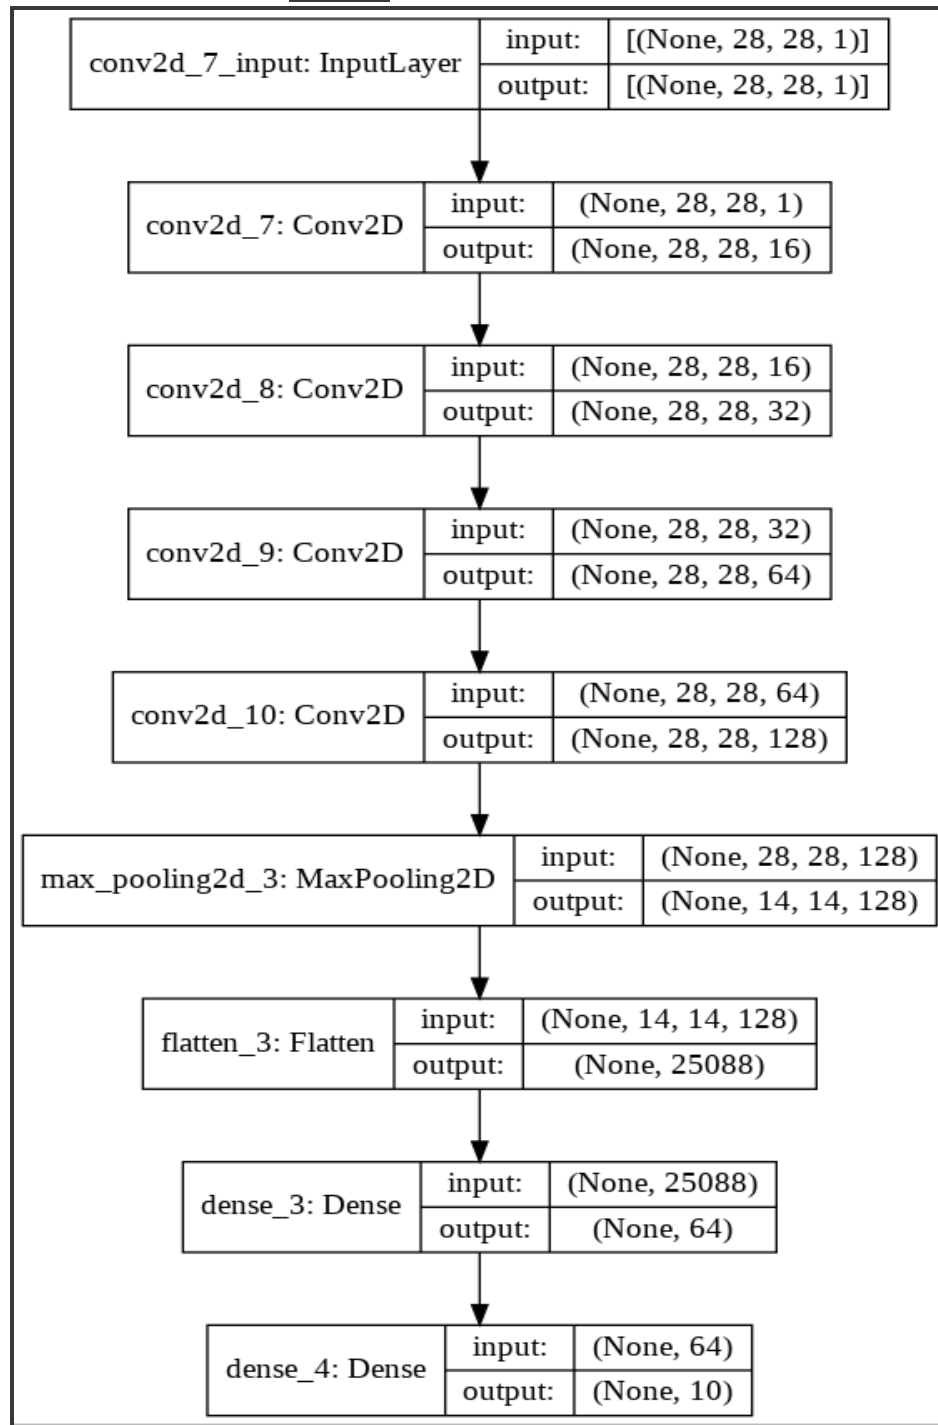 conv2d_7_input: InputLayer
input:
[(None, 28, 28, 1)]
output:
[(None, 28, 28, 1)]
conv2d_7: Conv2D
input:
(None, 28, 28, 1)
output:
(None, 28, 28, 16)
conv2d_8: Conv2D
input:
(None, 28, 28, 16)
output:
(None, 28, 28, 32)
conv2d_9: Conv2D
input:
(None, 28, 28, 32)
output:
(None, 28, 28, 64)
conv2d_10: Conv2D
input:
(None, 28, 28, 64)
output:
(None, 28, 28, 128)
max_pooling2d_3: MaxPooling2D
input:
(None, 28, 28, 128)
output:
(None, 14, 14, 128)
flatten_3: Flatten
input:
(None, 14, 14, 128)
output:
(None, 25088)
dense_3: Dense
input:
(None, 25088)
output:
(None, 64)
dense_4: Dense
input:
(None, 64)
output:
(None, 10)